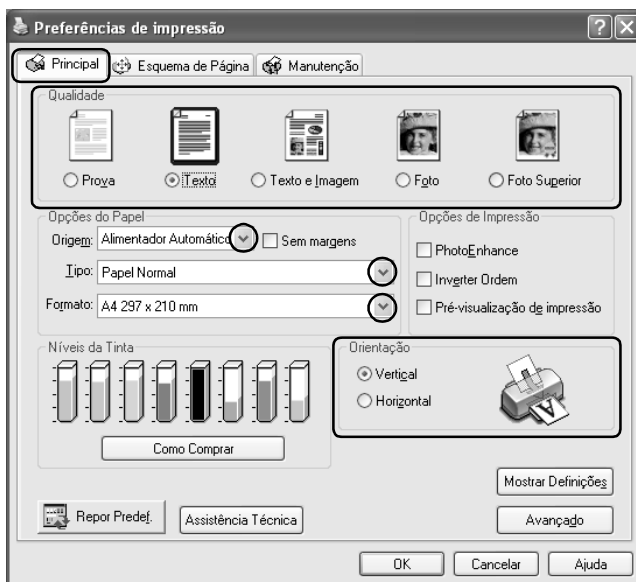 Preferências de impressão
Principal
Esquema de Página
Manutenção
Qualidade
Prova
Texto
Texto e Imagem
Foto
Foto Superior
Opções do Papel
Origem: Alimentador Automático
Sem margens
Tipo: Papel Normal
Formato: A4 297 x 210 mm
Opções de Impressão
PhotoEnhance
Inverter Ordem
Pré-visualização de impressão
Níveis da Tinta
Como Comprar
Orientação
Vertical
Horizontal
Mostrar Definições
Repor Predef.
Assistência Técnica
Avançado
OK
Cancelar
Ajuda